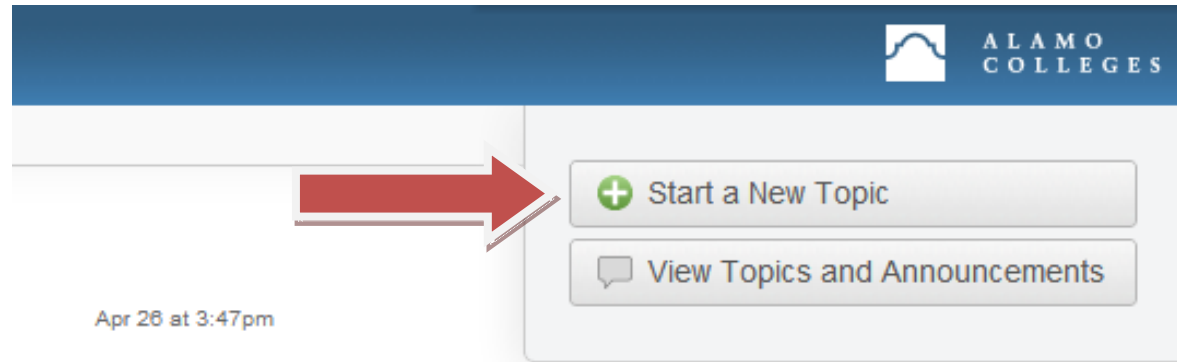 ALAMO
COLLEGES
Start a New Topic
View Topics and Announcements
Apr 26 at 3:47pm